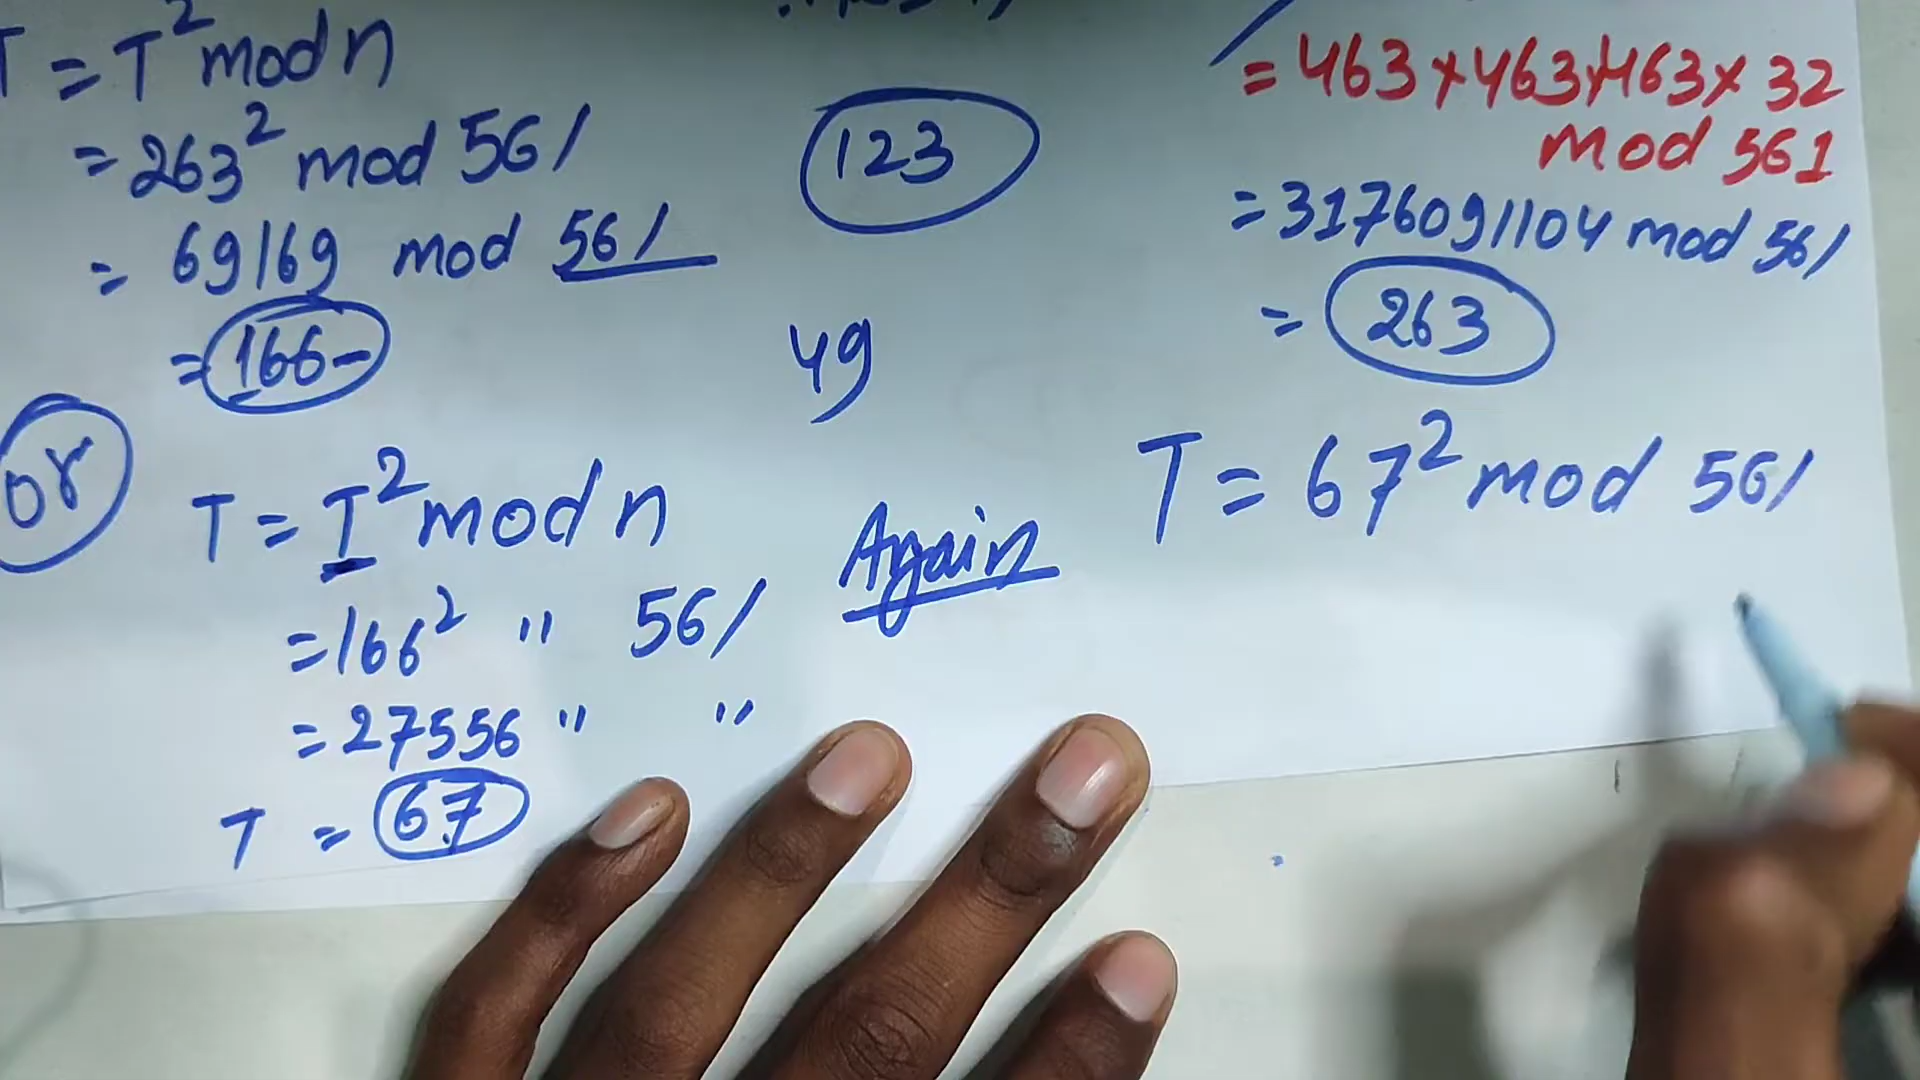 T = T² mod n
= 263² mod 561
= 69169 mod 561
= 166
or
T = T² mod n
= 166² " 561
= 27556 " "
T = 67
123
49
Again
= 463 x 463 x 463 x 32
mod 561
= 3176091104 mod 561
= 263
T = 67² mod 561